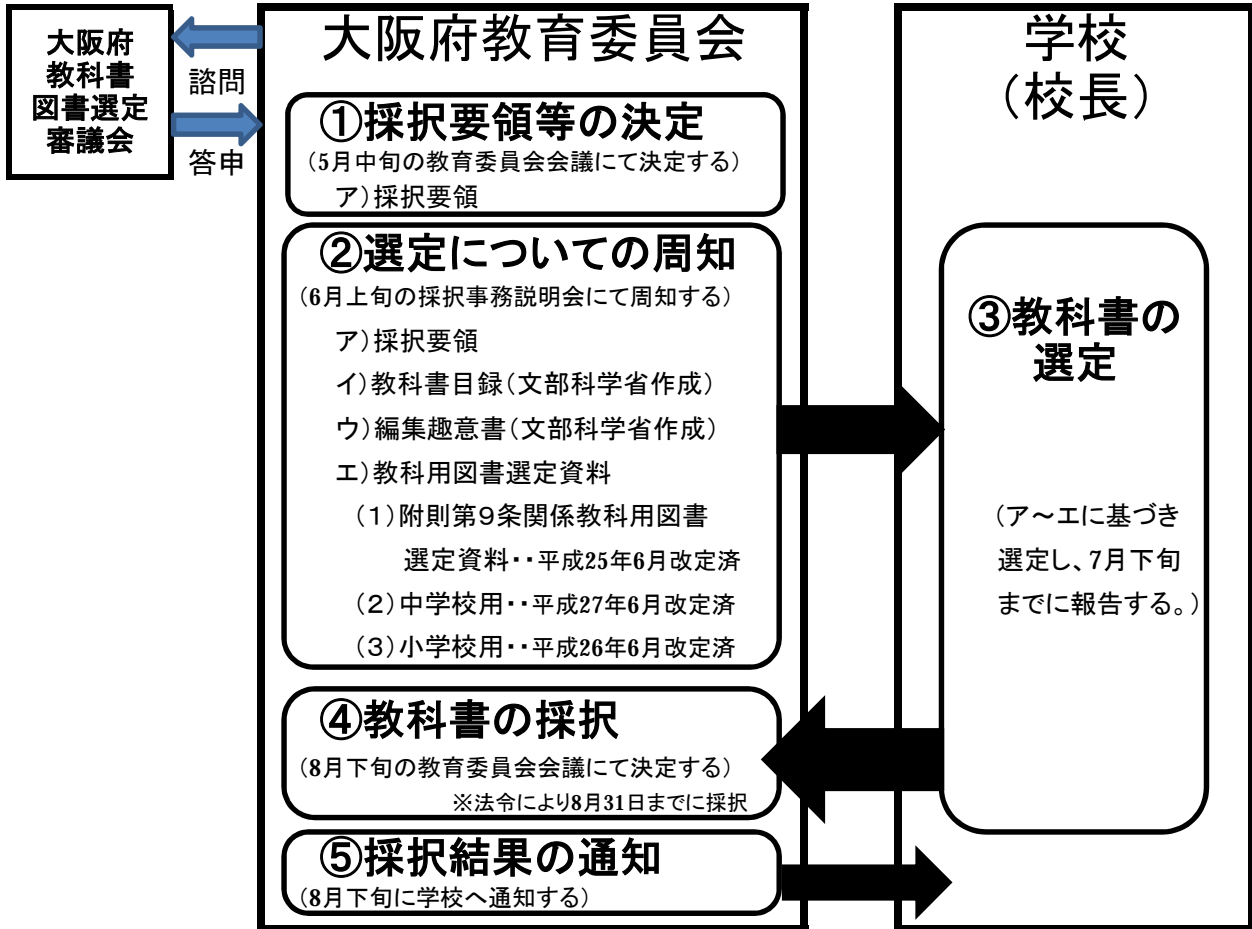 大阪府
教科書
図書選定
審議会
諮問
答申
大阪府教育委員会
①採択要領等の決定
(5月中旬の教育委員会会議にて決定する)
ア)採択要領
②選定についての周知
(6月上旬の採択事務説明会にて周知する)
ア)採択要領
イ)教科書目録(文部科学省作成)
ウ)編集趣意書(文部科学省作成)
エ)教科用図書選定資料
(1)附則第9条関係教科用図書
選定資料・・平成25年6月改定済
(2)中学校用・・平成27年6月改定済
(3)小学校用・・平成26年6月改定済
④教科書の採択
(8月下旬の教育委員会会議にて決定する)
※法令により8月31日までに採択
⑤採択結果の通知
(8月下旬に学校へ通知する)
学校
(校長)
③教科書の
選定
(ア～エに基づき
選定し、7月下旬
までに報告する。)